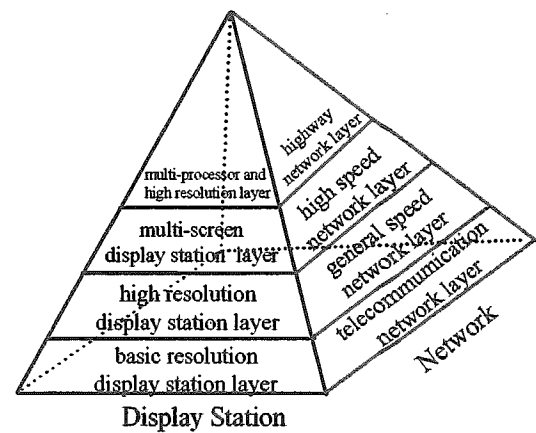 multi-processor and
high resolution layer
multi-screen
display station layer
high resolution
display station layer
basic resolution
display station layer
Display Station
highway
network layer
high speed
network layer
general speed
network layer
telecommumication
network layer
Network